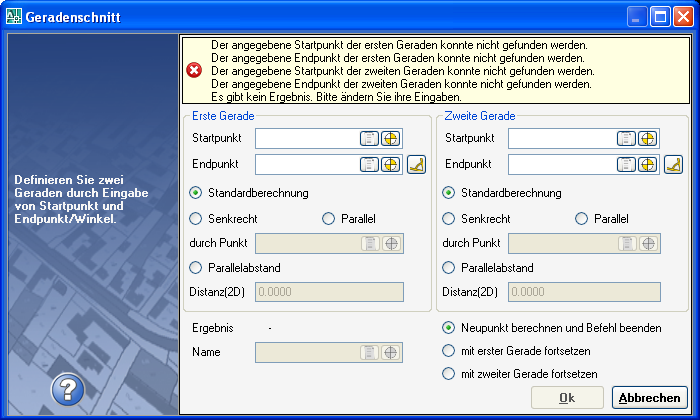 Geradenschnitt
Der angegebene Startpunkt der ersten Geraden konnte nicht gefunden werden.
Der angegebene Endpunkt der ersten Geraden konnte nicht gefunden werden.
Der angegebene Startpunkt der zweiten Geraden konnte nicht gefunden werden.
Der angegebene Endpunkt der zweiten Geraden konnte nicht gefunden werden.
Es gibt kein Ergebnis. Bitte ändern Sie ihre Eingaben.
Definieren Sie zwei
Geraden durch Eingabe
von Startpunkt und
Endpunkt/Winkel.
Erste Gerade
Startpunkt
Endpunkt
Standardberechnung
Senkrecht Parallel
durch Punkt
Parallelabstand
Distanz(2D) 0.0000
Zweite Gerade
Startpunkt
Endpunkt
Standardberechnung
Senkrecht Parallel
durch Punkt
Parallelabstand
Distanz(2D) 0.0000
Ergebnis -
Name
Neupunkt berechnen und Befehl beenden
mit erster Gerade fortsetzen
mit zweiter Gerade fortsetzen
?
Ok Abbrechen